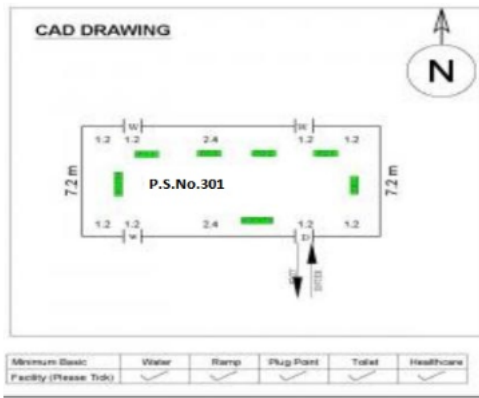 CAD DRAWING
N
W W
1.2 1.2 2.4 1.2 1.2
7.2 m P.S.No.301 7.2 m
1.2 1.2 2.4 1.2 1.2
W D
EXIT ENTER
Minimum Basic Water Ramp Plug Point Toilet Healthcare
Facility (Please Tick)